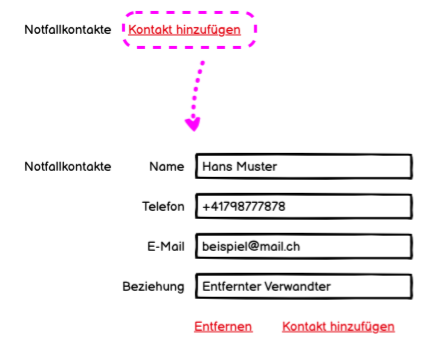 Notfallkontakte Kontakt hinzufügen
Notfallkontakte Name Hans Muster
Telefon +41798777878
E-Mail beispiel@mail.ch
Beziehung Entfernter Verwandter
Entfernen Kontakt hinzufügen